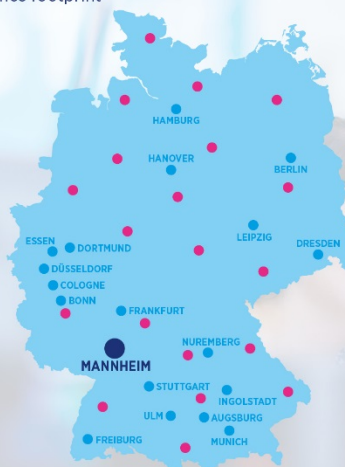 footprint
HAMBURG
HANOVER
BERLIN
ESSEN
DORTMUND
LEIPZIG
DRESDEN
DÜSSELDORF
COLOGNE
BONN
FRANKFURT
NUREMBERG
MANNHEIM
STUTTGART
INGOLSTADT
ULM
AUGSBURG
MUNICH
FREIBURG